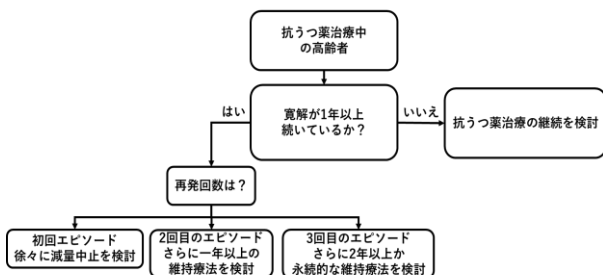 抗うつ薬治療中
の高齢者
寛解が1年以上
続いているか？
はい
いいえ
抗うつ薬治療の継続を検討
再発回数は？
初回エピソード
徐々に減量中止を検討
2回目のエピソード
さらに一年以上の
維持療法を検討
3回目のエピソード
さらに2年以上か
永続的な維持療法を検討